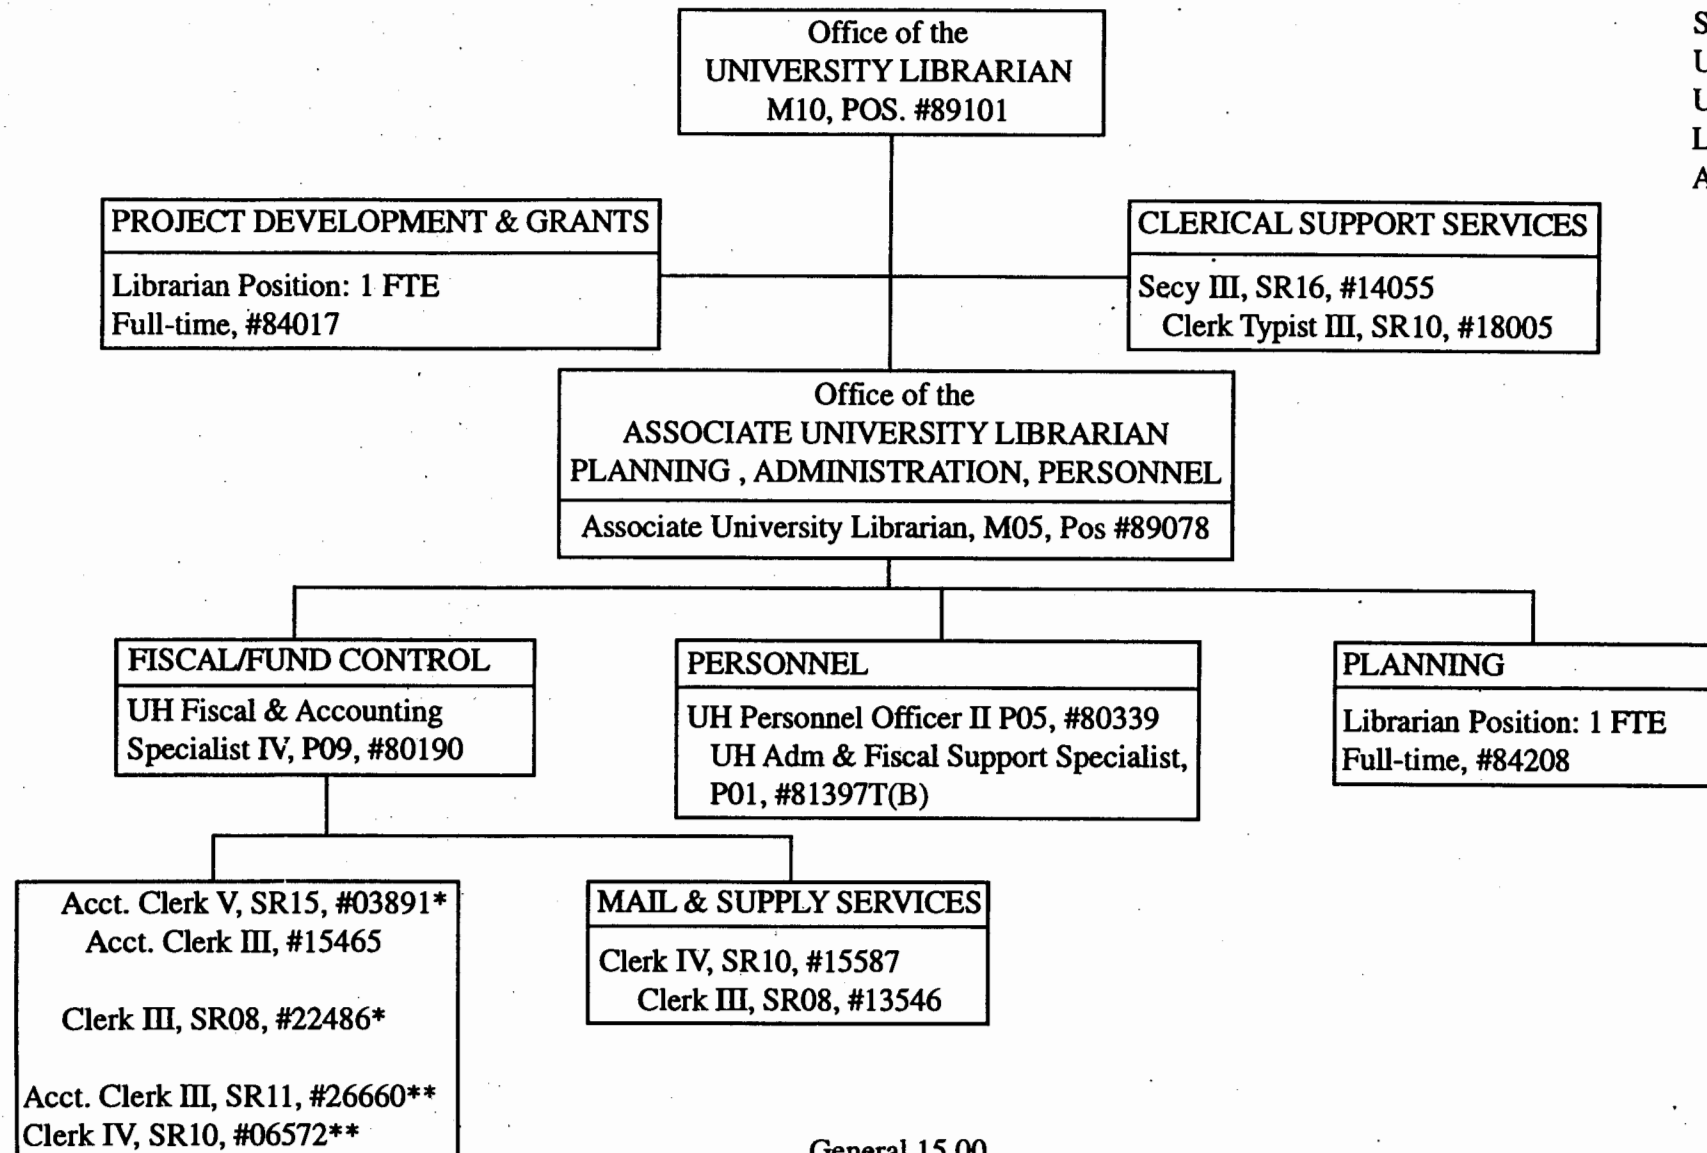 Office of the
UNIVERSITY LIBRARIAN
M10, POS. #89101
S
U
U
L
A
PROJECT DEVELOPMENT & GRANTS
Librarian Position: 1 FTE
Full-time, #84017
CLERICAL SUPPORT SERVICES
Secy III, SR16, #14055
Clerk Typist III, SR10, #18005
Office of the
ASSOCIATE UNIVERSITY LIBRARIAN
PLANNING , ADMINISTRATION, PERSONNEL
Associate University Librarian, M05, Pos #89078
FISCAL/FUND CONTROL
UH Fiscal & Accounting
Specialist IV, P09, #80190
PERSONNEL
UH Personnel Officer II P05, #80339
UH Adm & Fiscal Support Specialist,
P01, #81397T(B)
PLANNING
Librarian Position: 1 FTE
Full-time, #84208
Acct. Clerk V, SR15, #03891*
Acct. Clerk III, #15465
Clerk III, SR08, #22486*
Acct. Clerk III, SR11, #26660**
Clerk IV, SR10, #06572**
MAIL & SUPPLY SERVICES
Clerk IV, SR10, #15587
Clerk III, SR08, #13546
General 15.00